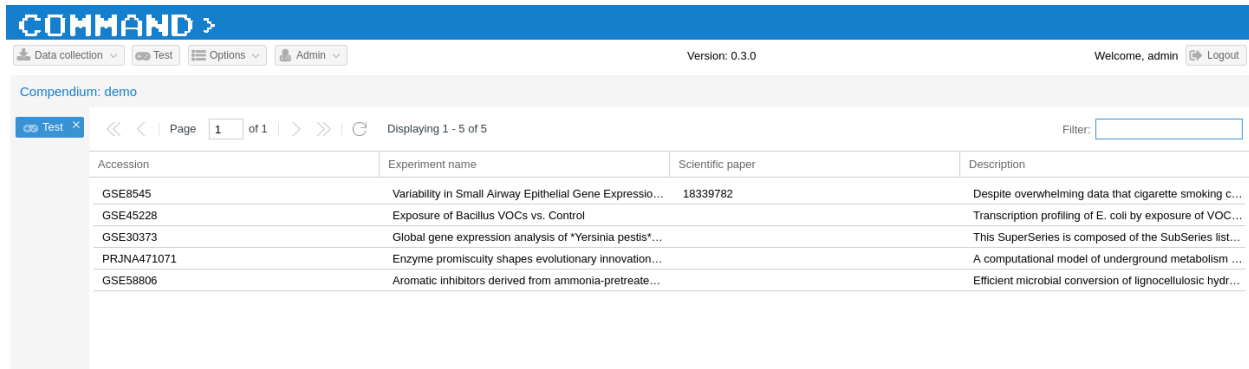 COMMAND >
Data collection Test Options Admin Version: 0.3.0 Welcome, admin Logout
Compendium: demo
Test × Page 1 of 1 Displaying 1 - 5 of 5 Filter:
Accession Experiment name Scientific paper Description
GSE8545 Variability in Small Airway Epithelial Gene Expressio... 18339782 Despite overwhelming data that cigarette smoking c...
GSE45228 Exposure of Bacillus VOCs vs. Control Transcription profiling of E. coli by exposure of VOC...
GSE30373 Global gene expression analysis of *Yersinia pestis*... This SuperSeries is composed of the SubSeries list...
PRJNA471071 Enzyme promiscuity shapes evolutionary innovation... A computational model of underground metabolism ...
GSE58806 Aromatic inhibitors derived from ammonia-pretreate... Efficient microbial conversion of lignocellulosic hydr...